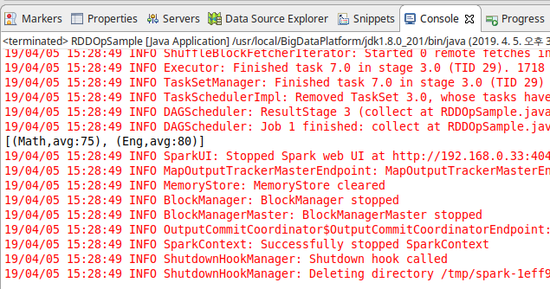 Markers Properties Servers Data Source Explorer Snippets Console Progress
<terminated> RDDOpSample [Java Application] /usr/local/BigDataPlatform/jdk1.8.0_201/bin/java (2019. 4. 5. 오후 3
19/04/05 15:28:49 INFO ShuffleBlockFetcherIterator: Started 0 remote fetches in
19/04/05 15:28:49 INFO Executor: Finished task 7.0 in stage 3.0 (TID 29). 1718
19/04/05 15:28:49 INFO TaskSetManager: Finished task 7.0 in stage 3.0 (TID 29)
19/04/05 15:28:49 INFO TaskSchedulerImpl: Removed TaskSet 3.0, whose tasks have
19/04/05 15:28:49 INFO DAGScheduler: ResultStage 3 (collect at RDDOpSample.java
19/04/05 15:28:49 INFO DAGScheduler: Job 1 finished: collect at RDDOpSample.java
[(Math,avg:75), (Eng,avg:80)]
19/04/05 15:28:49 INFO SparkUI: Stopped Spark web UI at http://192.168.0.33:404
19/04/05 15:28:49 INFO MapOutputTrackerMasterEndpoint: MapOutputTrackerMasterEn
19/04/05 15:28:49 INFO MemoryStore: MemoryStore cleared
19/04/05 15:28:49 INFO BlockManager: BlockManager stopped
19/04/05 15:28:49 INFO BlockManagerMaster: BlockManagerMaster stopped
19/04/05 15:28:49 INFO OutputCommitCoordinator$OutputCommitCoordinatorEndpoint:
19/04/05 15:28:49 INFO SparkContext: Successfully stopped SparkContext
19/04/05 15:28:49 INFO ShutdownHookManager: Shutdown hook called
19/04/05 15:28:49 INFO ShutdownHookManager: Deleting directory /tmp/spark-1eff9